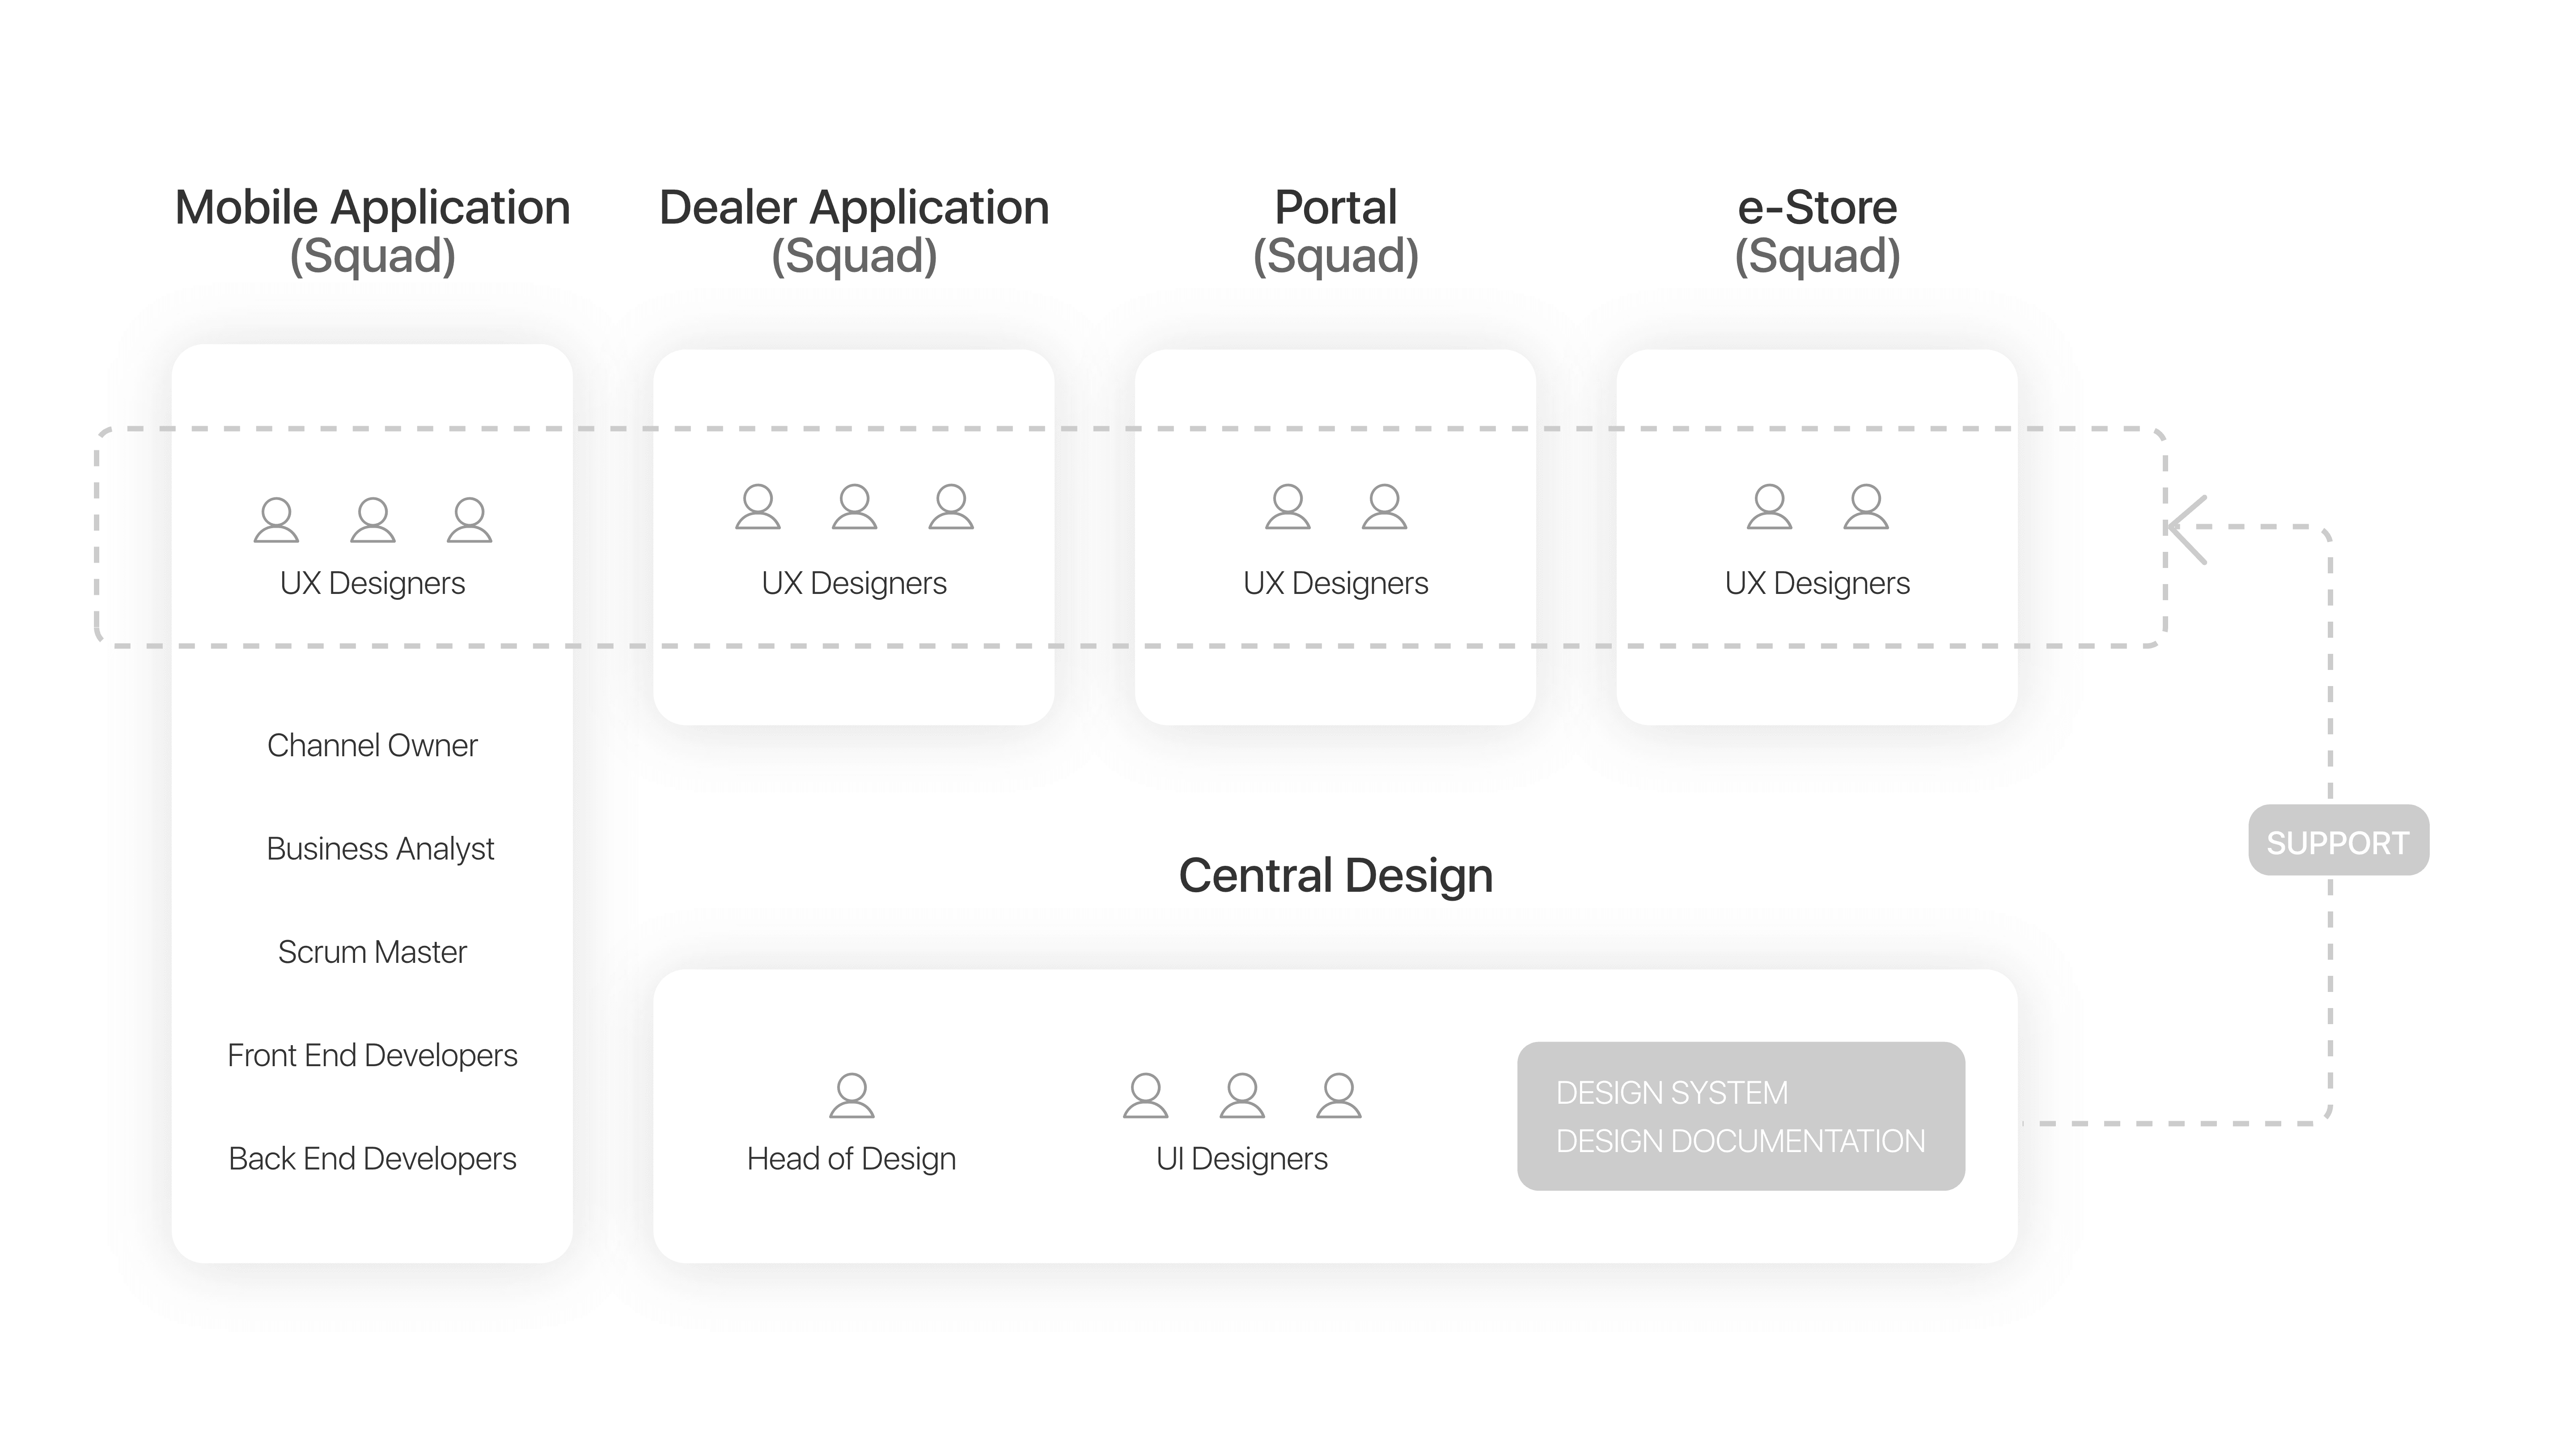 Mobile Application
(Squad)
Dealer Application
(Squad)
Portal
(Squad)
e-Store
(Squad)
UX Designers
UX Designers
UX Designers
UX Designers
Channel Owner
Business Analyst
Scrum Master
Front End Developers
Back End Developers
SUPPORT
Central Design
Head of Design
UI Designers
DESIGN SYSTEM
DESIGN DOCUMENTATION